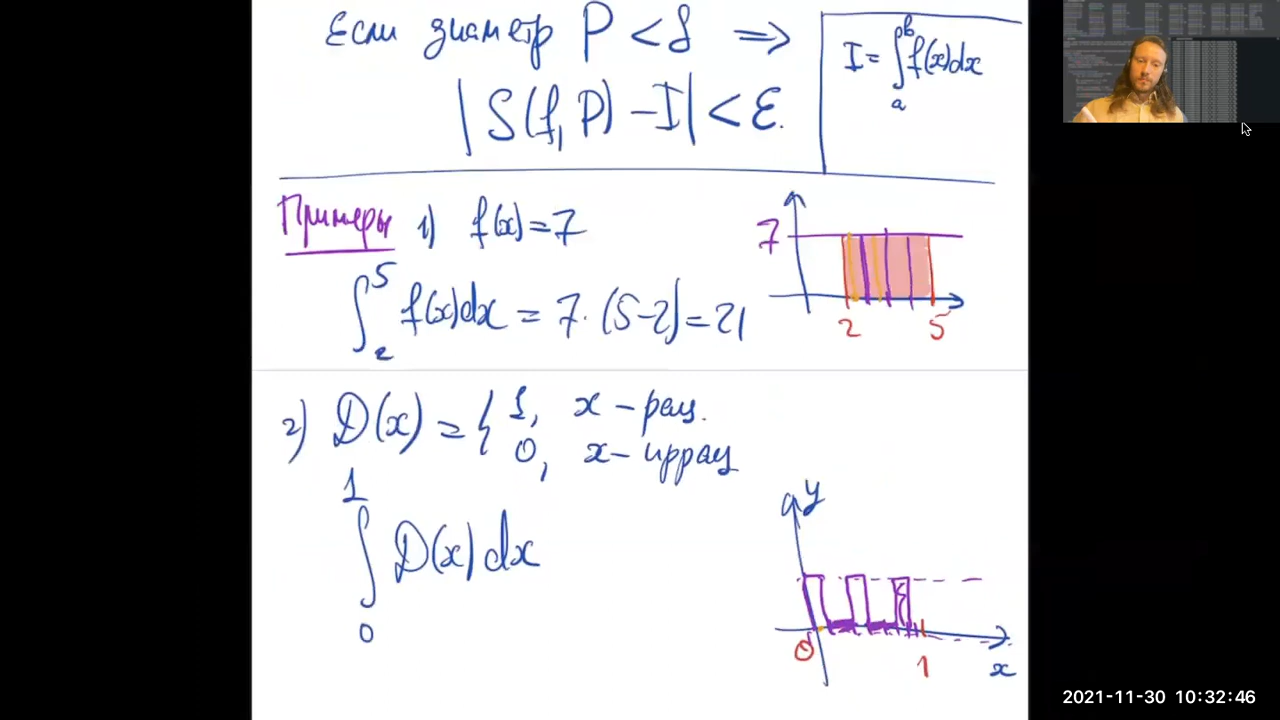 Если диаметр P < δ ⇒
|S(f, P) − I| < ε.
I = ∫ₐᵇ f(x)dx
Примеры 1) f(x) = 7
∫₂⁵ f(x)dx = 7·(5−2) = 21
7
2 5
2) D(x) = { 1, x – рац.
0, x – иррац
1
∫ D(x) dx
0
y
0 1 x
2021-11-30 10:32:46